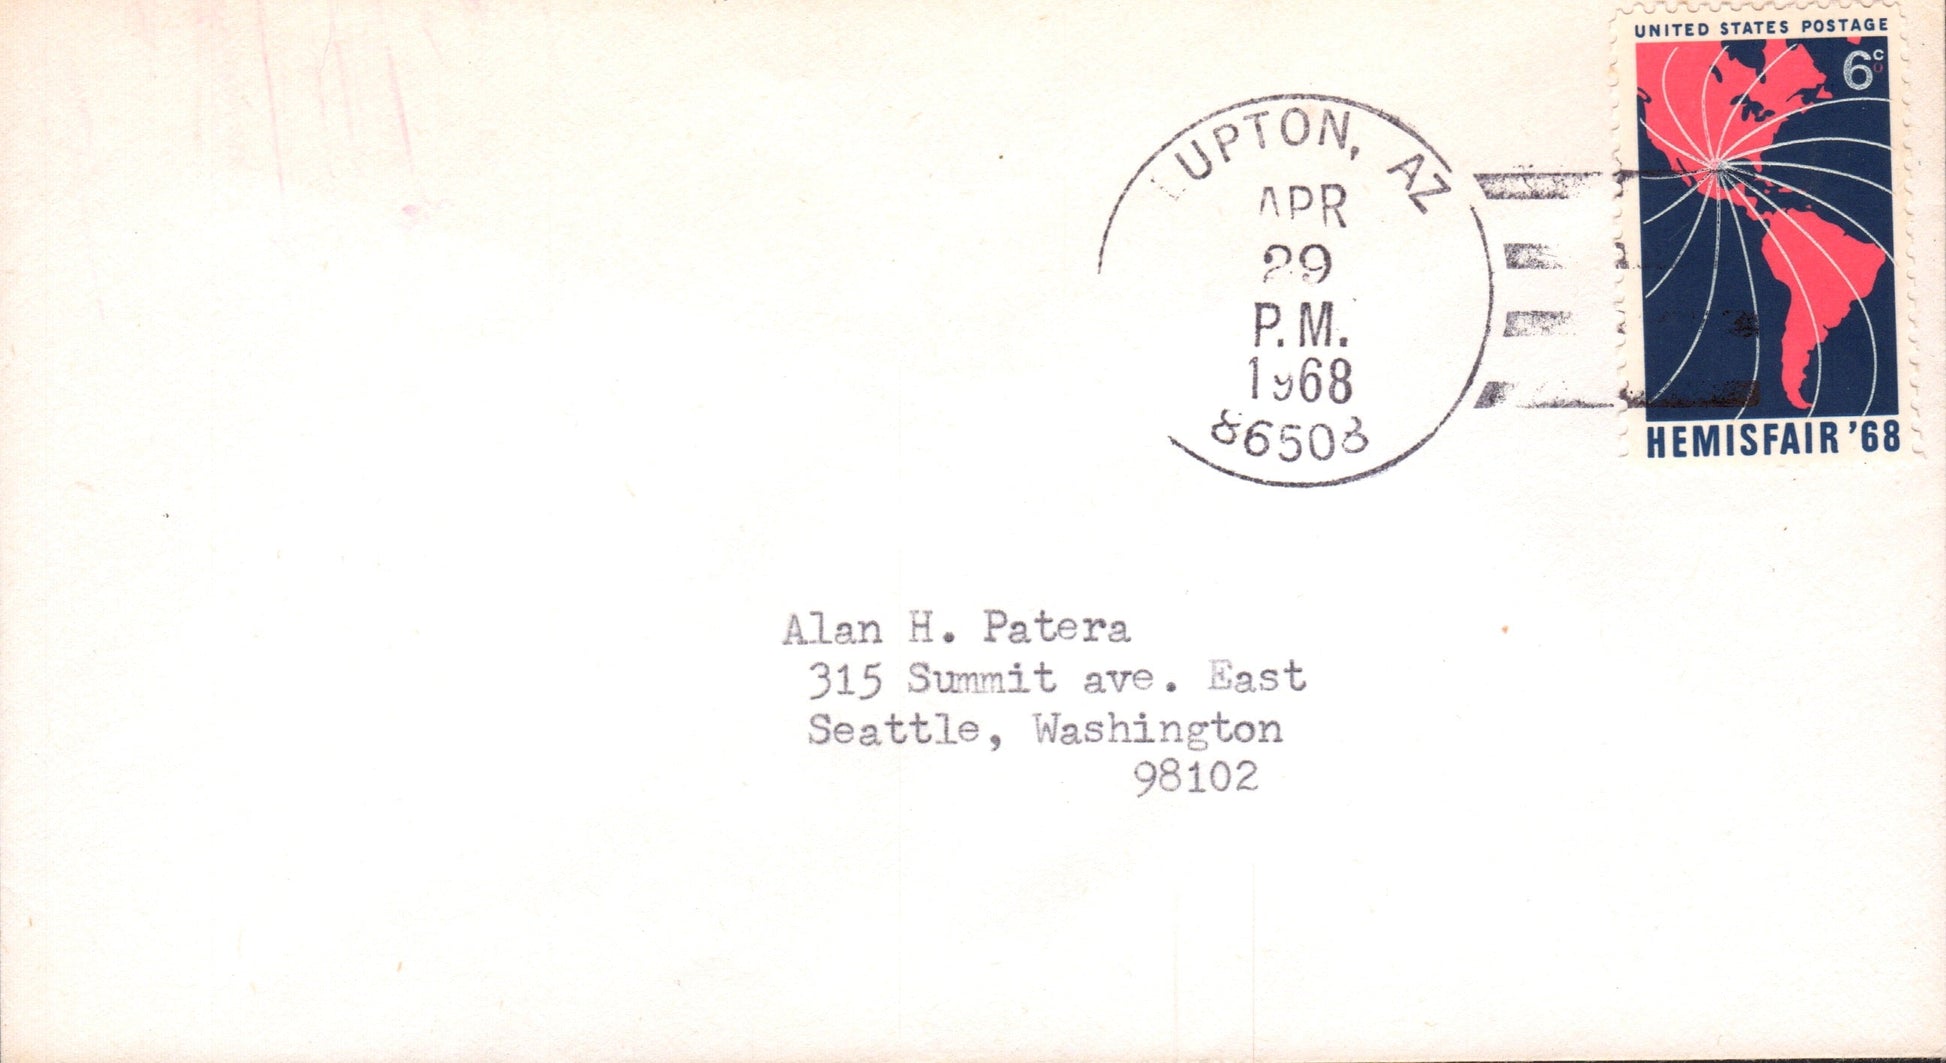 UNITED STATES POSTAGE
6c
HEMISFAIR '68
LUPTON, AZ
APR
29
P.M.
1968
86508
Alan H. Patera
315 Summit ave. East
Seattle, Washington
98102